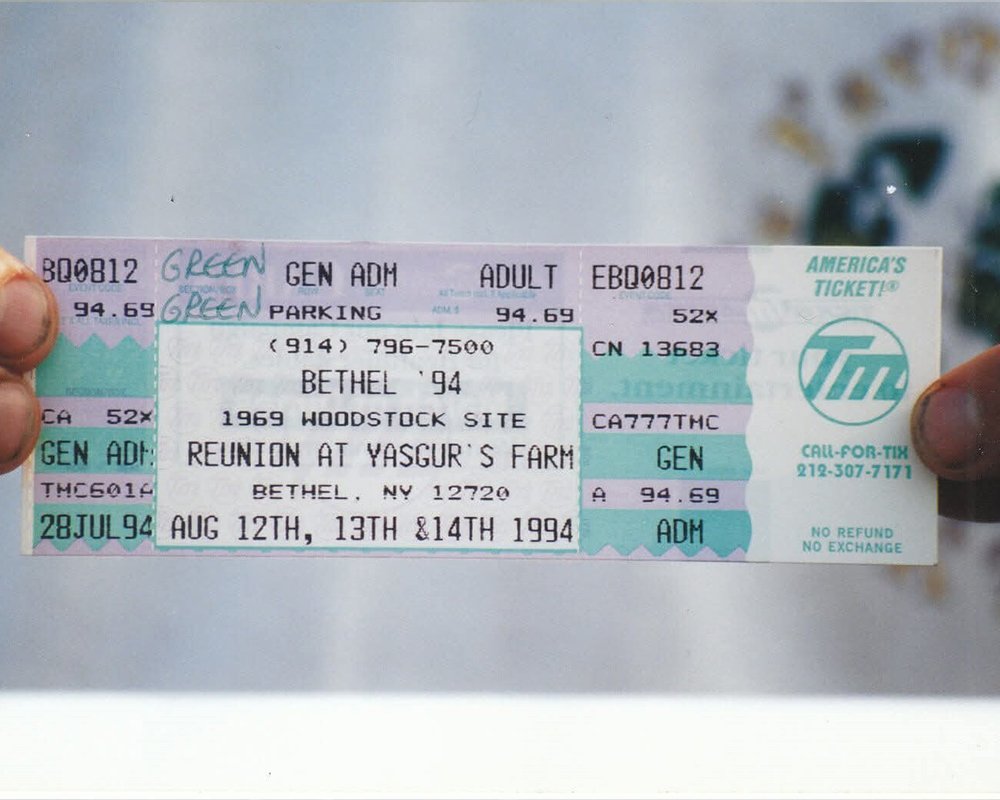 BQ0812 GREEN GEN ADM ADULT EBQ0812
94.69 GREEN PARKING 94.69 52X
(914) 796-7500
BETHEL '94
1969 WOODSTOCK SITE
REUNION AT YASGUR'S FARM
BETHEL, NY 12720
AUG 12TH, 13TH &14TH 1994
CA 52X
GEN ADM
TMC601A
28JUL94
CN 13683
CA777TMC
GEN
A 94.69
ADM
AMERICA'S
TICKET!®
TM
CALL-FOR-TIX
212-307-7171
NO REFUND
NO EXCHANGE